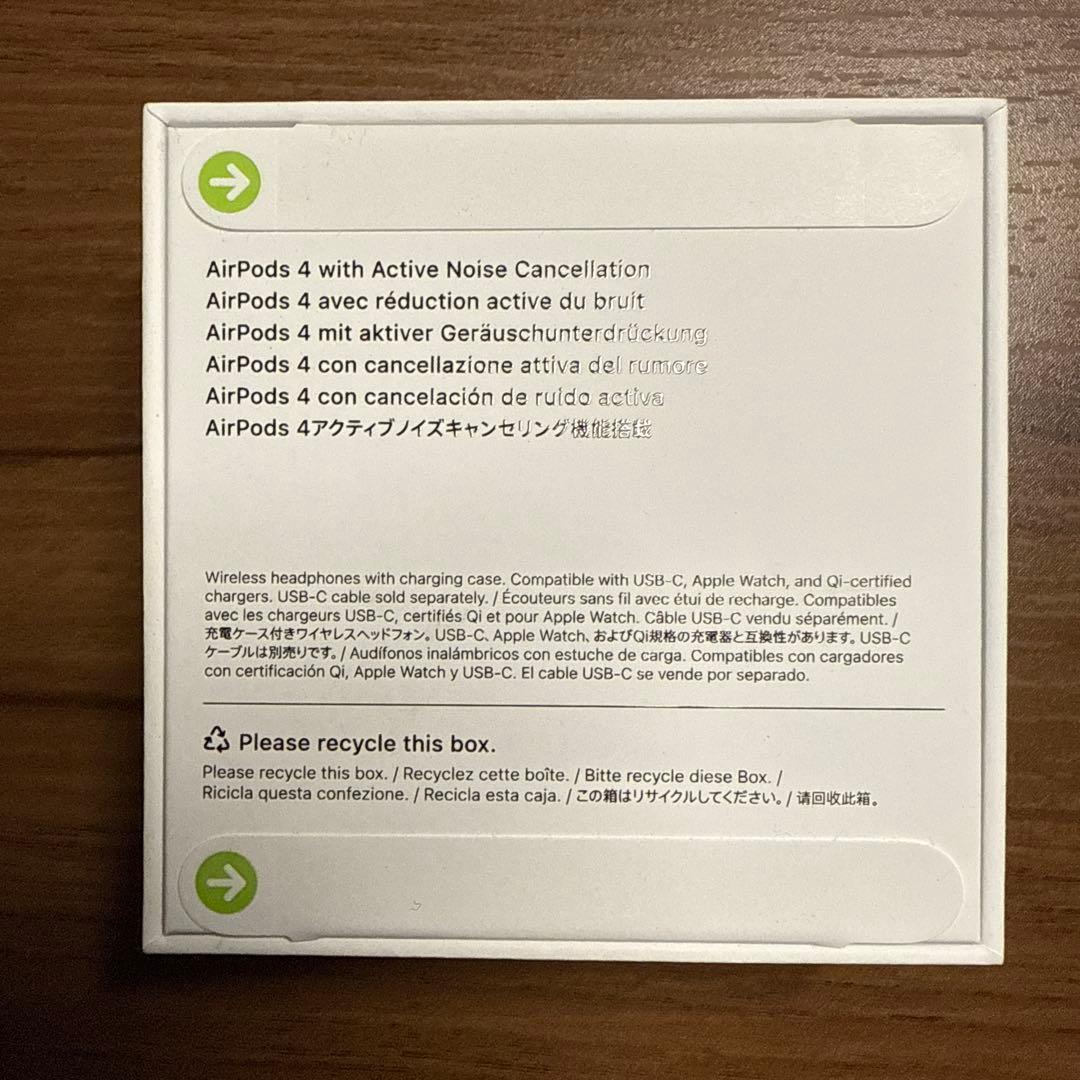 AirPods 4 with Active Noise Cancellation
AirPods 4 avec réduction active du bruit
AirPods 4 mit aktiver Geräuschunterdrückung
AirPods 4 con cancellazione attiva del rumore
AirPods 4 con cancelación de ruido activa
AirPods 4アクティブノイズキャンセリング機能搭載
Wireless headphones with charging case. Compatible with USB-C, Apple Watch, and Qi-certified
chargers. USB-C cable sold separately. / Écouteurs sans fil avec étui de recharge. Compatibles
avec les chargeurs USB-C, certifiés Qi et pour Apple Watch. Câble USB-C vendu séparément. /
充電ケース付きワイヤレスヘッドフォン。USB-C、Apple Watch、およびQi規格の充電器と互換性があります。USB-C
ケーブルは別売りです。/ Audífonos inalámbricos con estuche de carga. Compatibles con cargadores
con certificación Qi, Apple Watch y USB-C. El cable USB-C se vende por separado.
Please recycle this box.
Please recycle this box. / Recyclez cette boîte. / Bitte recycle diese Box. /
Ricicla questa confezione. / Recicla esta caja. / この箱はリサイクルしてください。/ 请回收此箱。